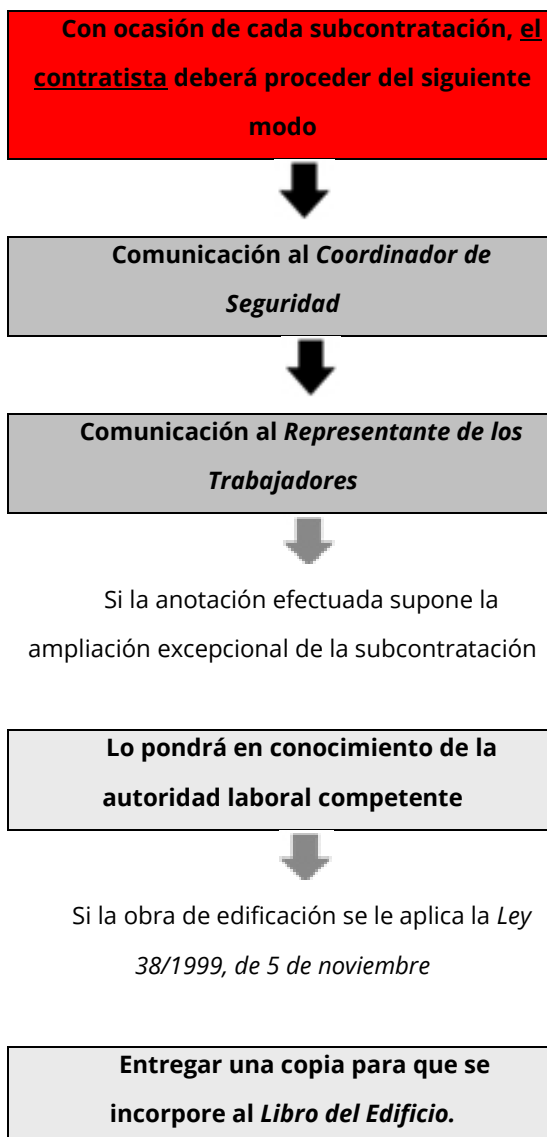 Con ocasión de cada subcontratación, el
contratista deberá proceder del siguiente
modo
Comunicación al Coordinador de
Seguridad
Comunicación al Representante de los
Trabajadores
Si la anotación efectuada supone la
ampliación excepcional de la subcontratación
Lo pondrá en conocimiento de la
autoridad laboral competente
Si la obra de edificación se le aplica la Ley
38/1999, de 5 de noviembre
Entregar una copia para que se
incorpore al Libro del Edificio.